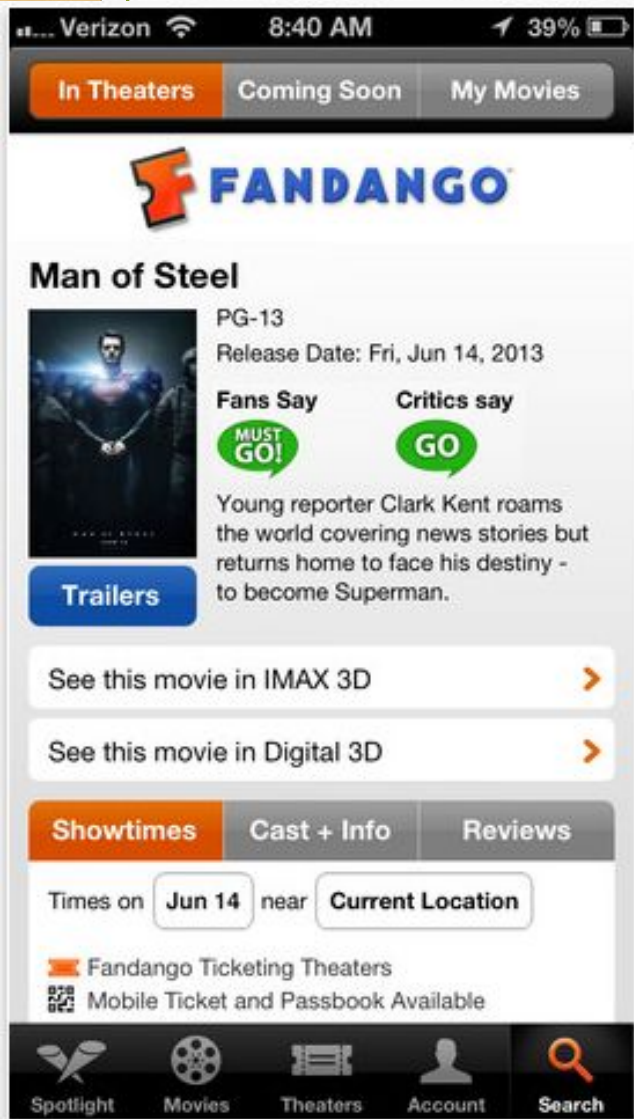 ... Verizon 8:40 AM 39%
In Theaters Coming Soon My Movies
FANDANGO
Man of Steel
PG-13
Release Date: Fri, Jun 14, 2013
Fans Say Critics say
MUST GO! GO
Young reporter Clark Kent roams
the world covering news stories but
returns home to face his destiny -
to become Superman.
MAN OF STEEL
Trailers
See this movie in IMAX 3D
See this movie in Digital 3D
Showtimes Cast + Info Reviews
Times on Jun 14 near Current Location
Fandango Ticketing Theaters
Mobile Ticket and Passbook Available
Spotlight Movies Theaters Account Search